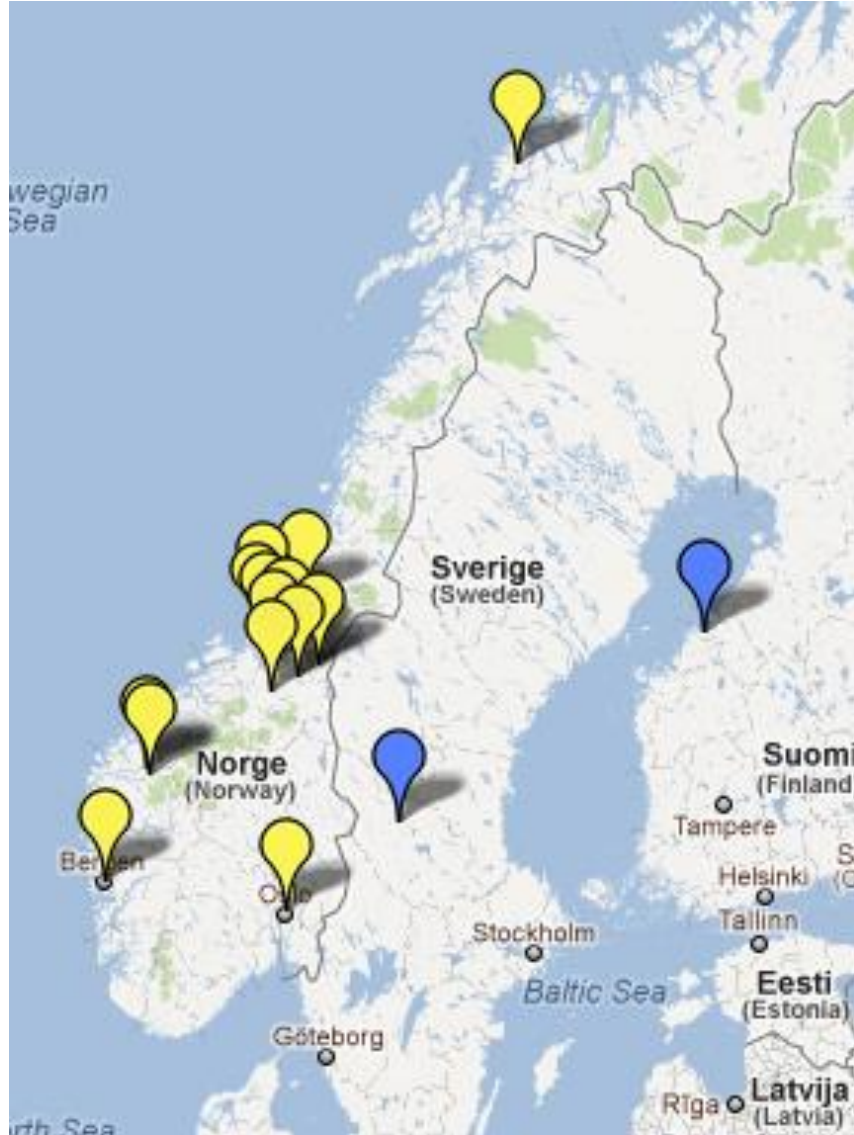 wegian
Sea
Sverige
(Sweden)
Norge
(Norway)
Suomi
(Finland
Tampere
Helsinki
Tallinn
Stockholm
Baltic Sea
Eesti
(Estonia)
Göteborg
Rīga
Latvija
(Latvia)
rth Sea